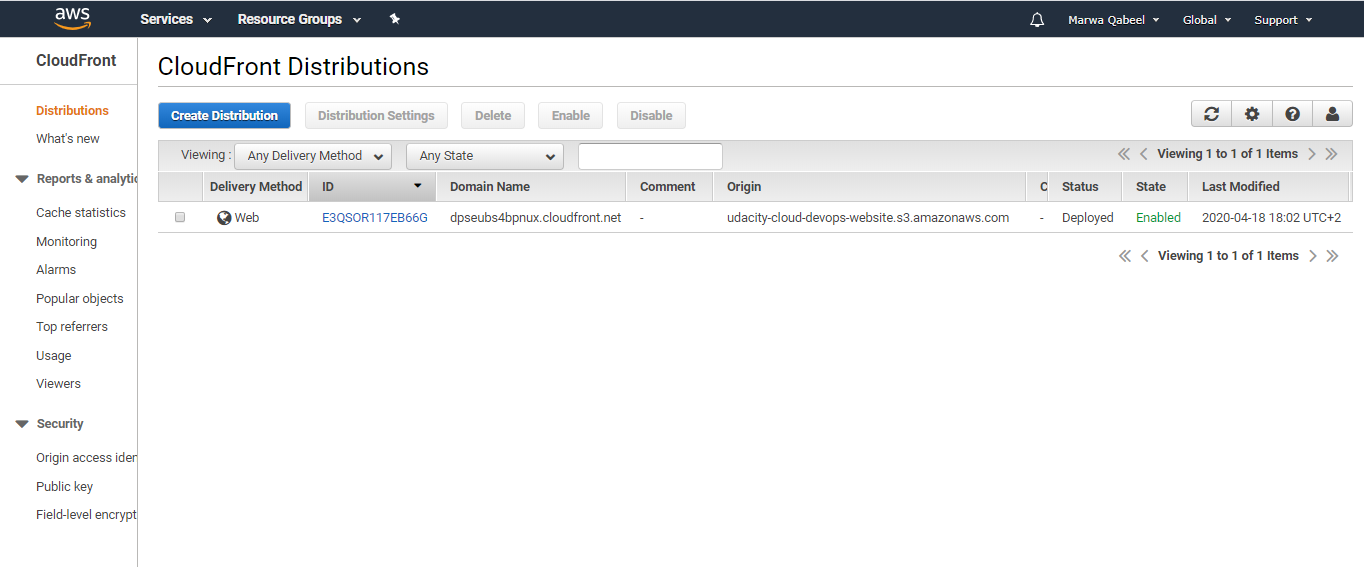 aws Services Resource Groups Marwa Qabeel Global Support
CloudFront
Distributions
What's new
Reports & analytic
Cache statistics
Monitoring
Alarms
Popular objects
Top referrers
Usage
Viewers
Security
Origin access iden
Public key
Field-level encrypt
CloudFront Distributions
Create Distribution Distribution Settings Delete Enable Disable
Viewing : Any Delivery Method Any State Viewing 1 to 1 of 1 Items
Delivery Method ID Domain Name Comment Origin C Status State Last Modified
Web E3QSOR117EB66G dpseubs4bpnux.cloudfront.net - udacity-cloud-devops-website.s3.amazonaws.com - Deployed Enabled 2020-04-18 18:02 UTC+2
Viewing 1 to 1 of 1 Items